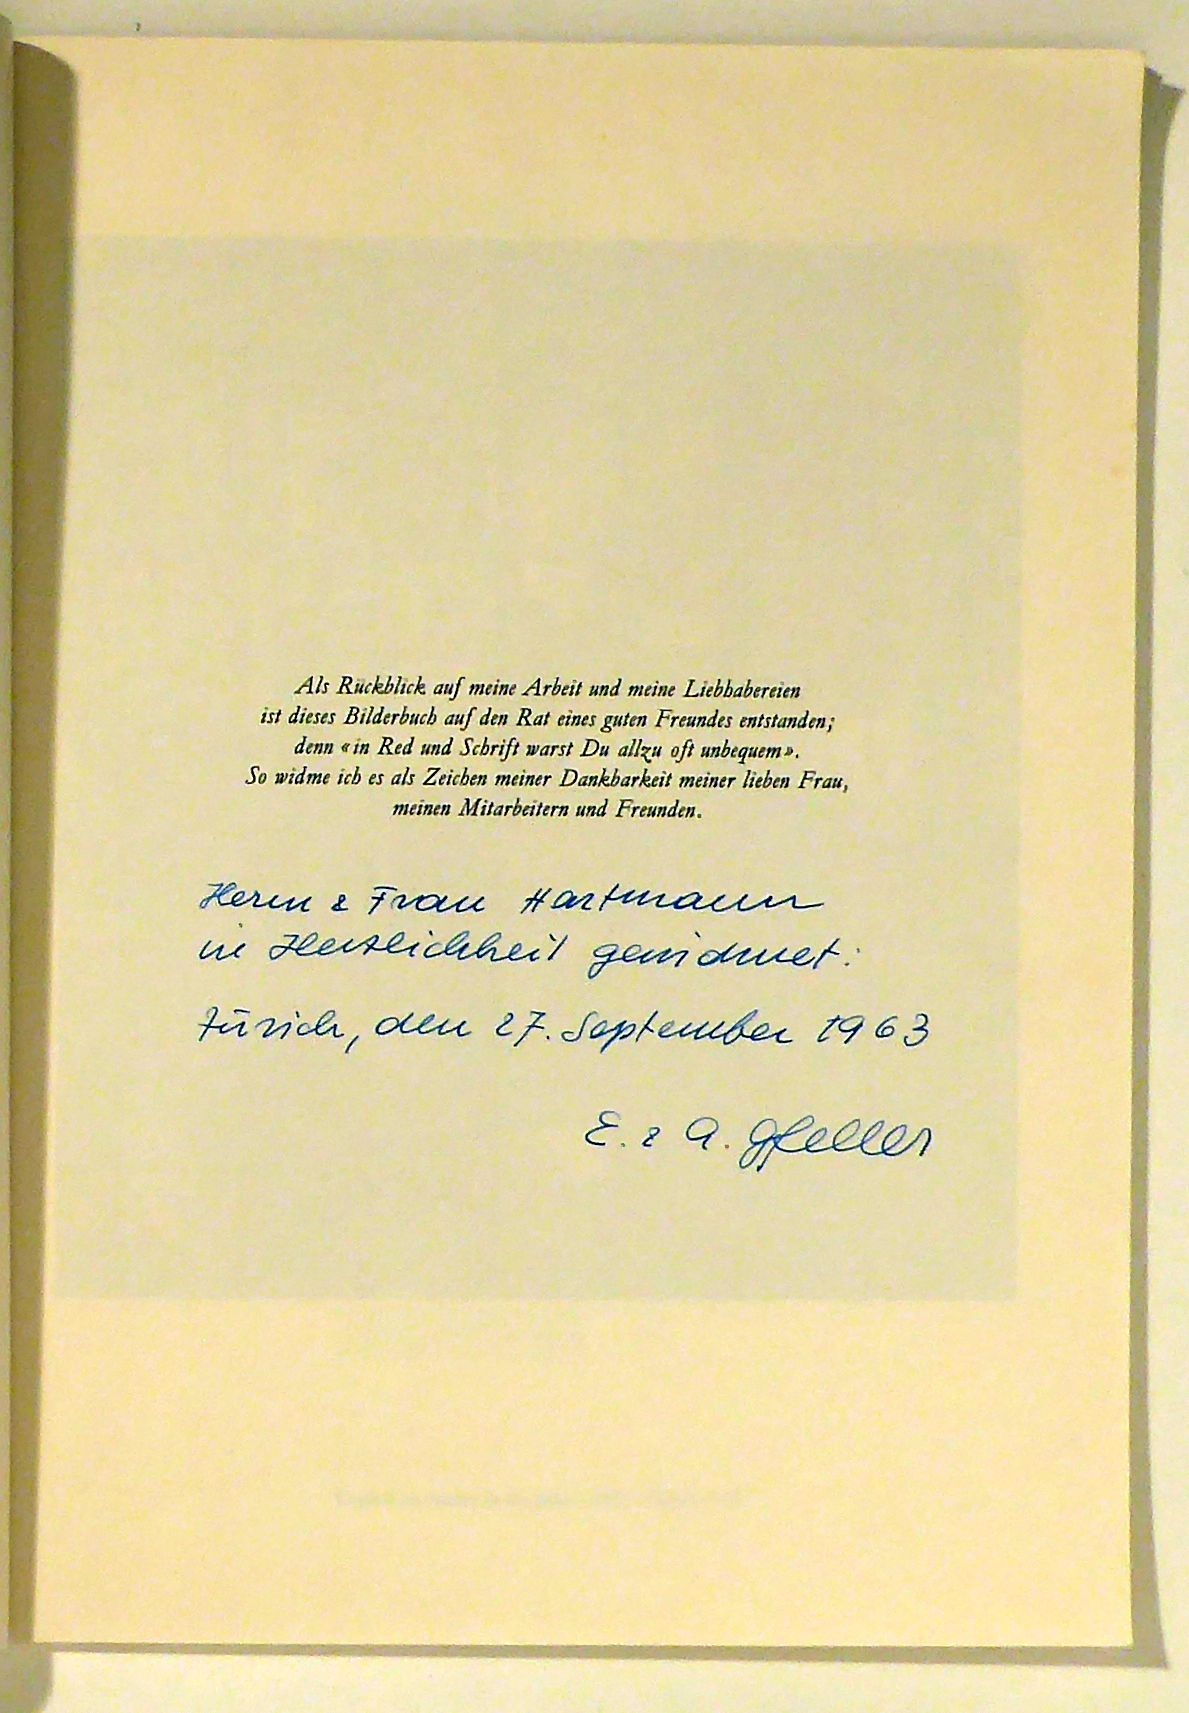 Als Rückblick auf meine Arbeit und meine Liebhabereien
ist dieses Bilderbuch auf den Rat eines guten Freundes entstanden;
denn «in Red und Schrift warst Du allzu oft unbequem».
So widme ich es als Zeichen meiner Dankbarkeit meiner lieben Frau,
meinen Mitarbeitern und Freunden.
Herrn & Frau Hartmann
in Herzlichkeit gewidmet:
Zürich, den 27. September 1963
E. & A. Gfeller